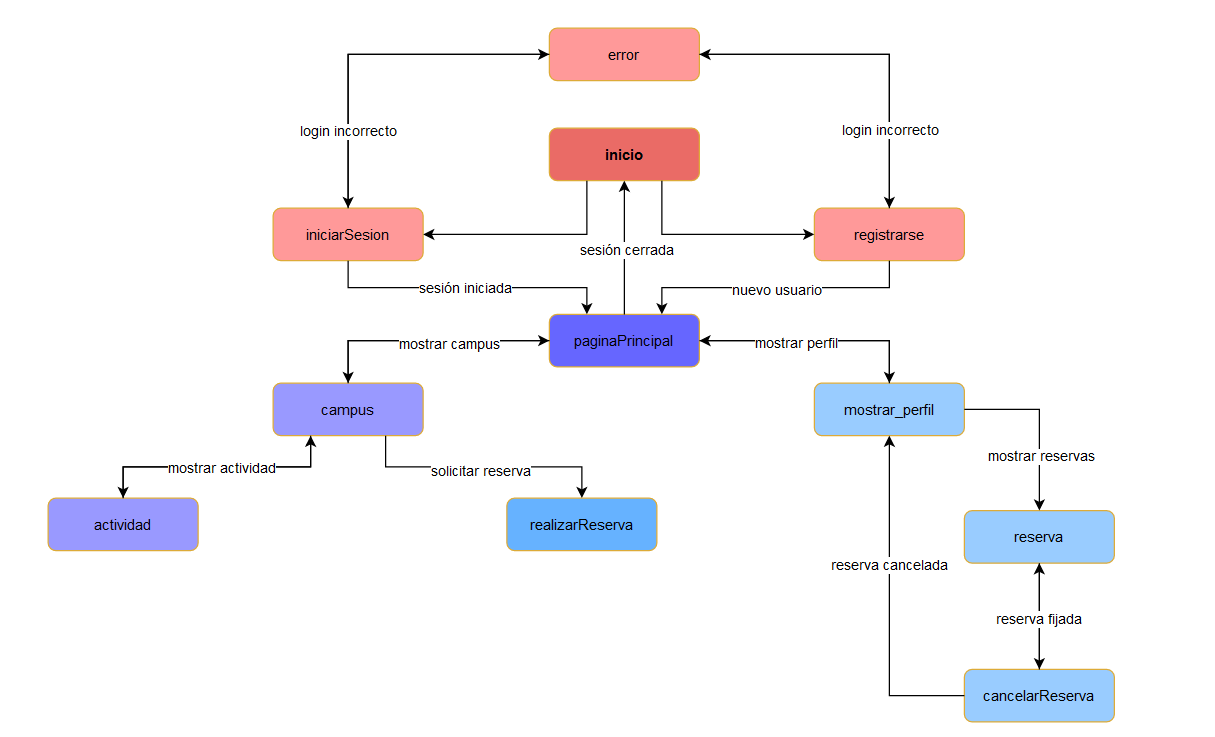 error
login incorrecto
login incorrecto
inicio
iniciarSesion
registrarse
sesión cerrada
sesión iniciada
nuevo usuario
paginaPrincipal
mostrar campus
mostrar perfil
campus
mostrar_perfil
mostrar actividad
solicitar reserva
mostrar reservas
actividad
realizarReserva
reserva
reserva cancelada
reserva fijada
cancelarReserva